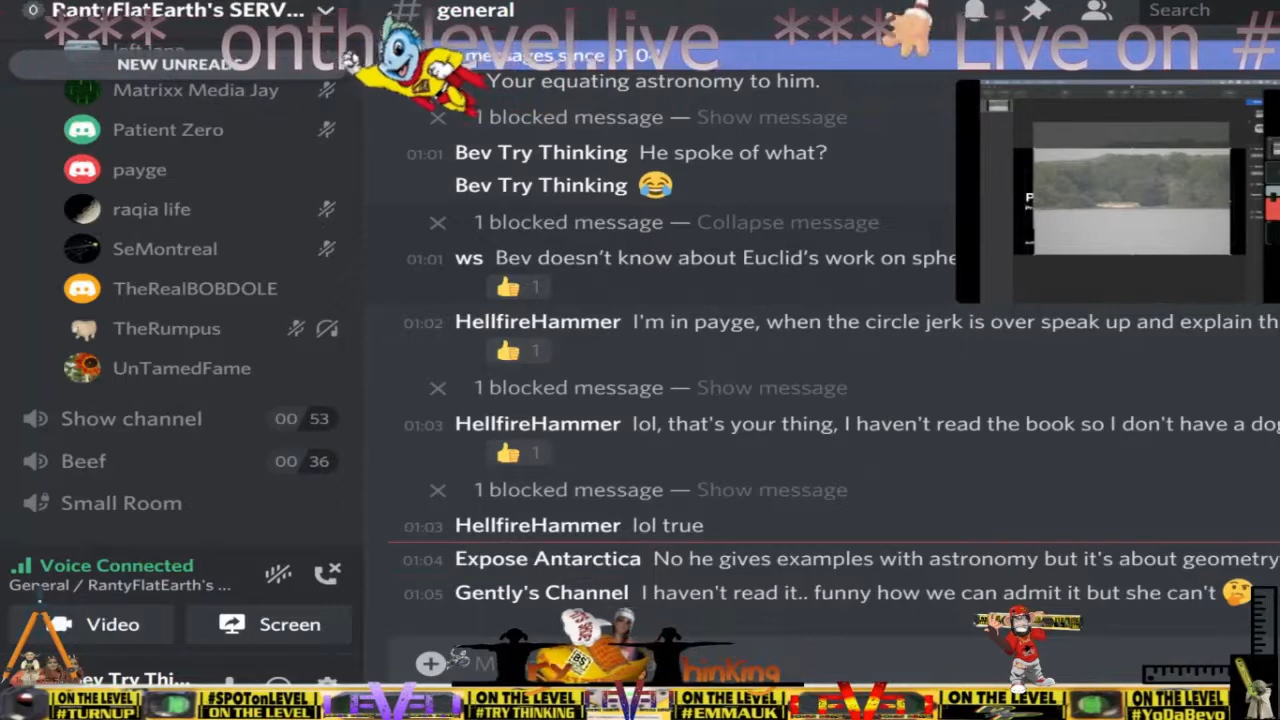 RantyFlatEarth's SERV...
NEW UNREADS
Matrixx Media Jay
Patient Zero
payge
raqia life
SeMontreal
TheRealBOBDOLE
TheRumpus
UnTamedFame
Show channel 00 53
Beef 00 36
Small Room
Voice Connected
General / RantyFlatEarth's ...
Video Screen
# general
Search
*** onthelevel live *** Live on #
messages since 01:04
Your equating astronomy to him.
1 blocked message — Show message
01:01 Bev Try Thinking He spoke of what?
Bev Try Thinking 😂
1 blocked message — Collapse message
01:01 ws Bev doesn't know about Euclid's work on sphe
👍 1
01:02 HellfireHammer I'm in payge, when the circle jerk is over speak up and explain th
👍 1
1 blocked message — Show message
01:03 HellfireHammer lol, that's your thing, I haven't read the book so I don't have a dog
👍 1
1 blocked message — Show message
01:03 HellfireHammer lol true
01:04 Expose Antarctica No he gives examples with astronomy but it's about geometry
01:05 Gently's Channel I haven't read it.. funny how we can admit it but she can't 🤔
ON THE LEVEL
#TURNUP
#SPOTonLEVEL
ON THE LEVEL
ON THE LEVEL
#TRY THINKING
ON THE LEVEL
#EMMAUK
ON THE LEVEL
ON THE LEVEL
#YoDaBev